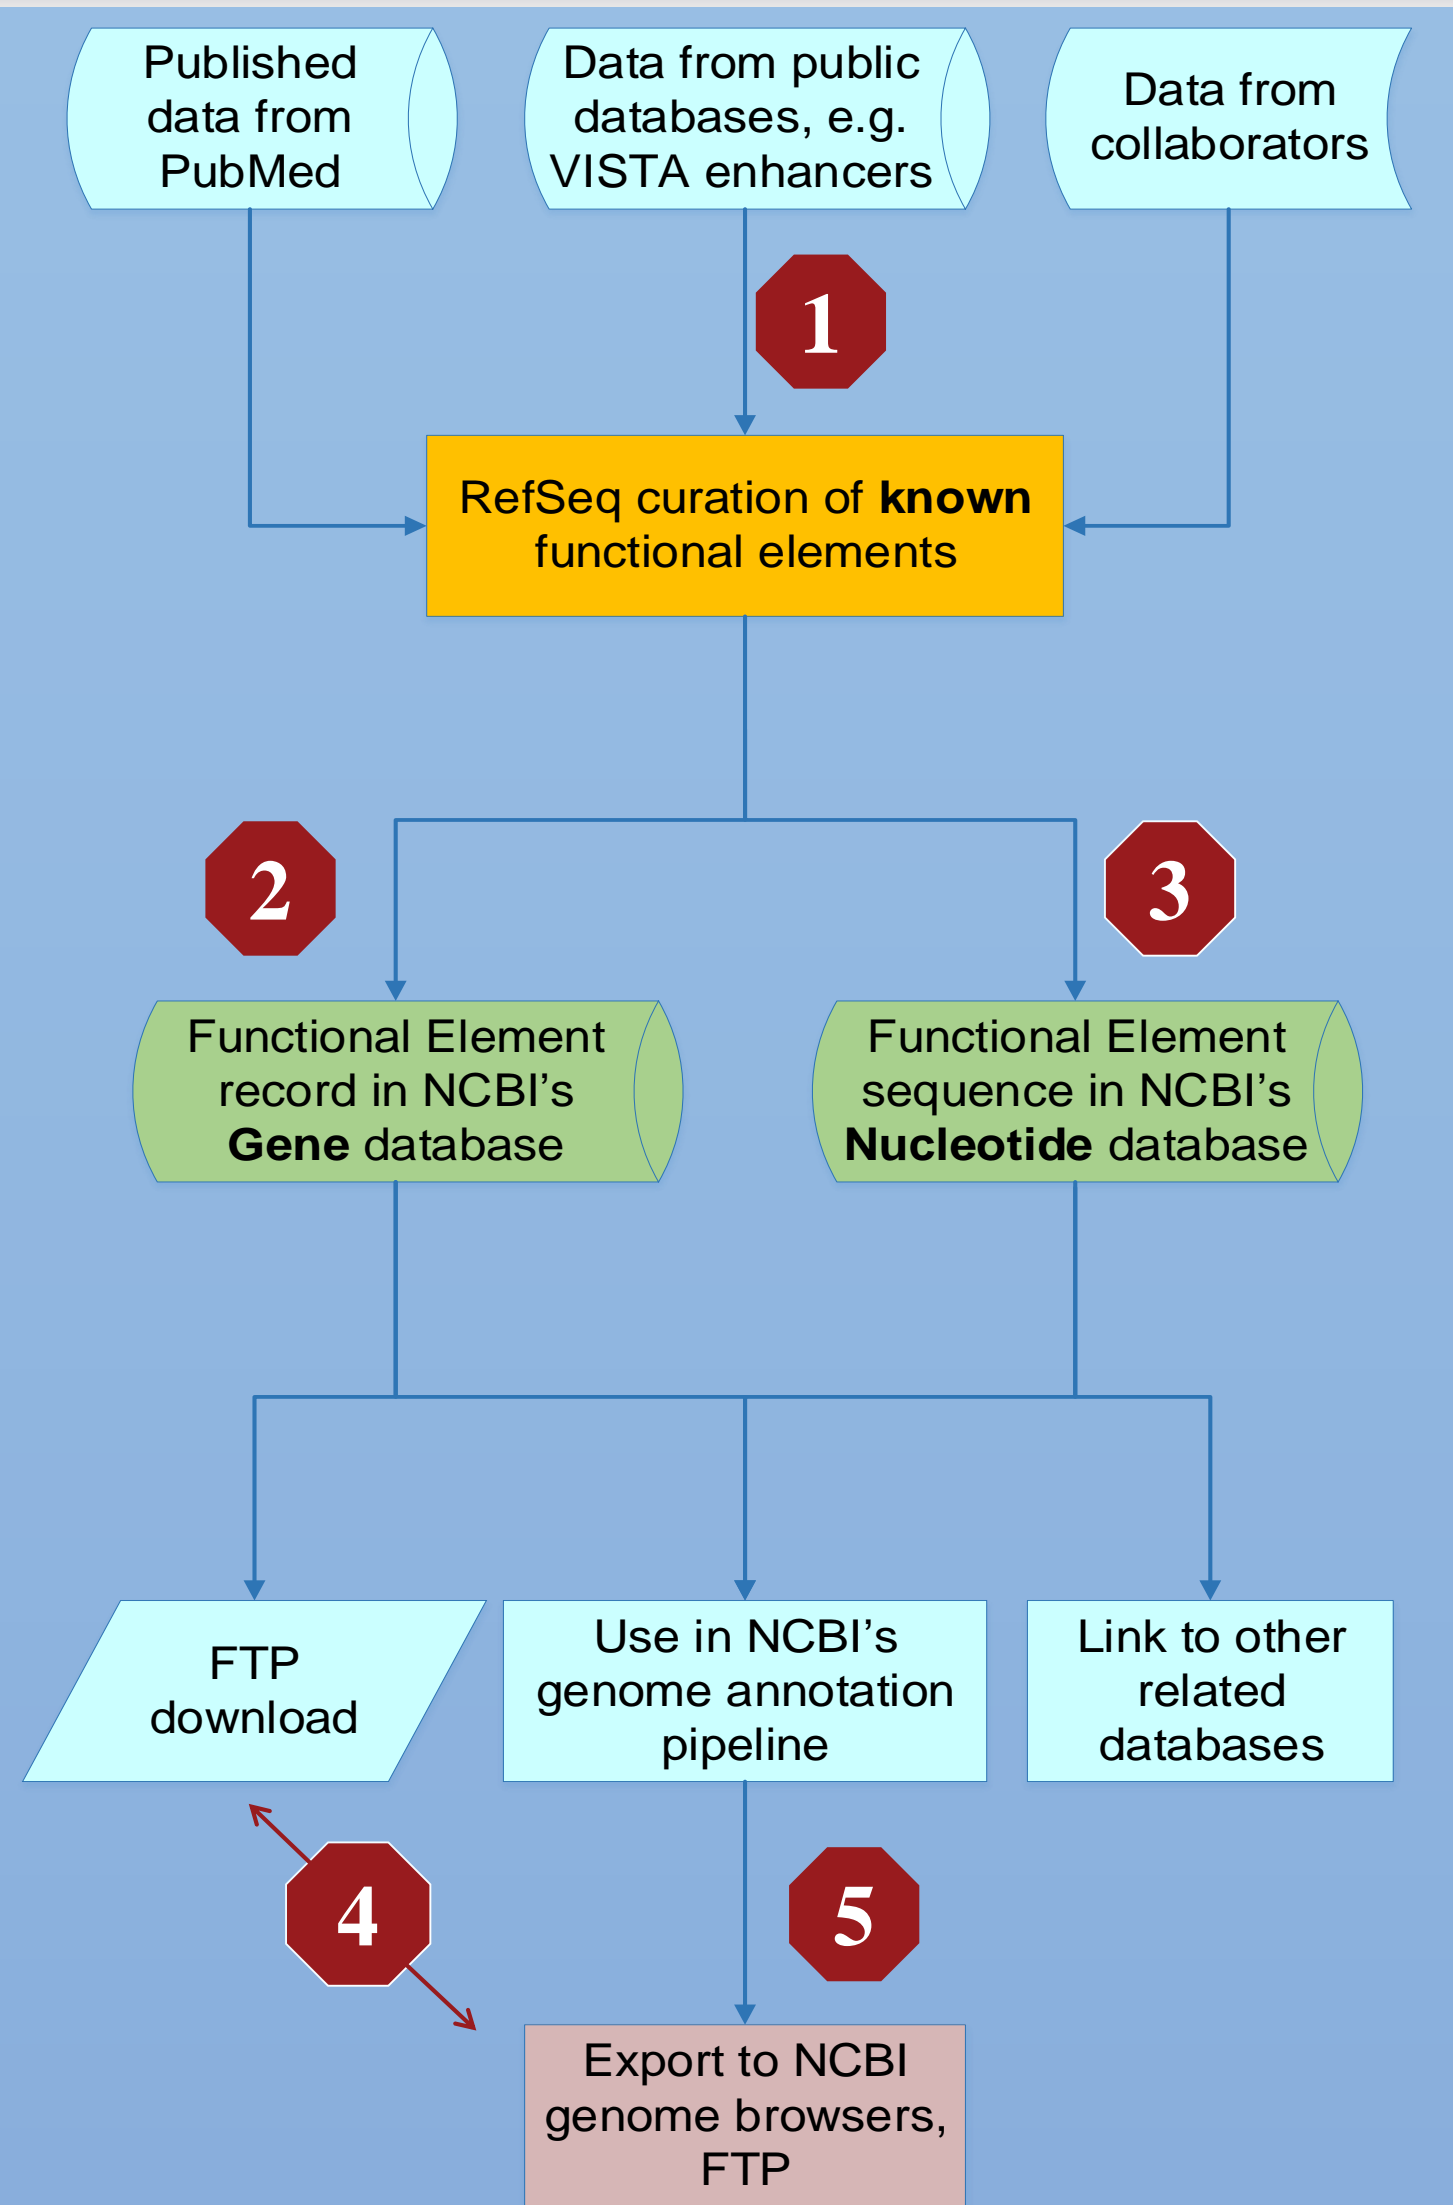 Published
data from
PubMed
Data from public
databases, e.g.
VISTA enhancers
Data from
collaborators
1
RefSeq curation of known
functional elements
2
3
Functional Element
record in NCBI’s
Gene database
Functional Element
sequence in NCBI’s
Nucleotide database
FTP
download
Use in NCBI’s
genome annotation
pipeline
Link to other
related
databases
4
5
Export to NCBI
genome browsers,
FTP